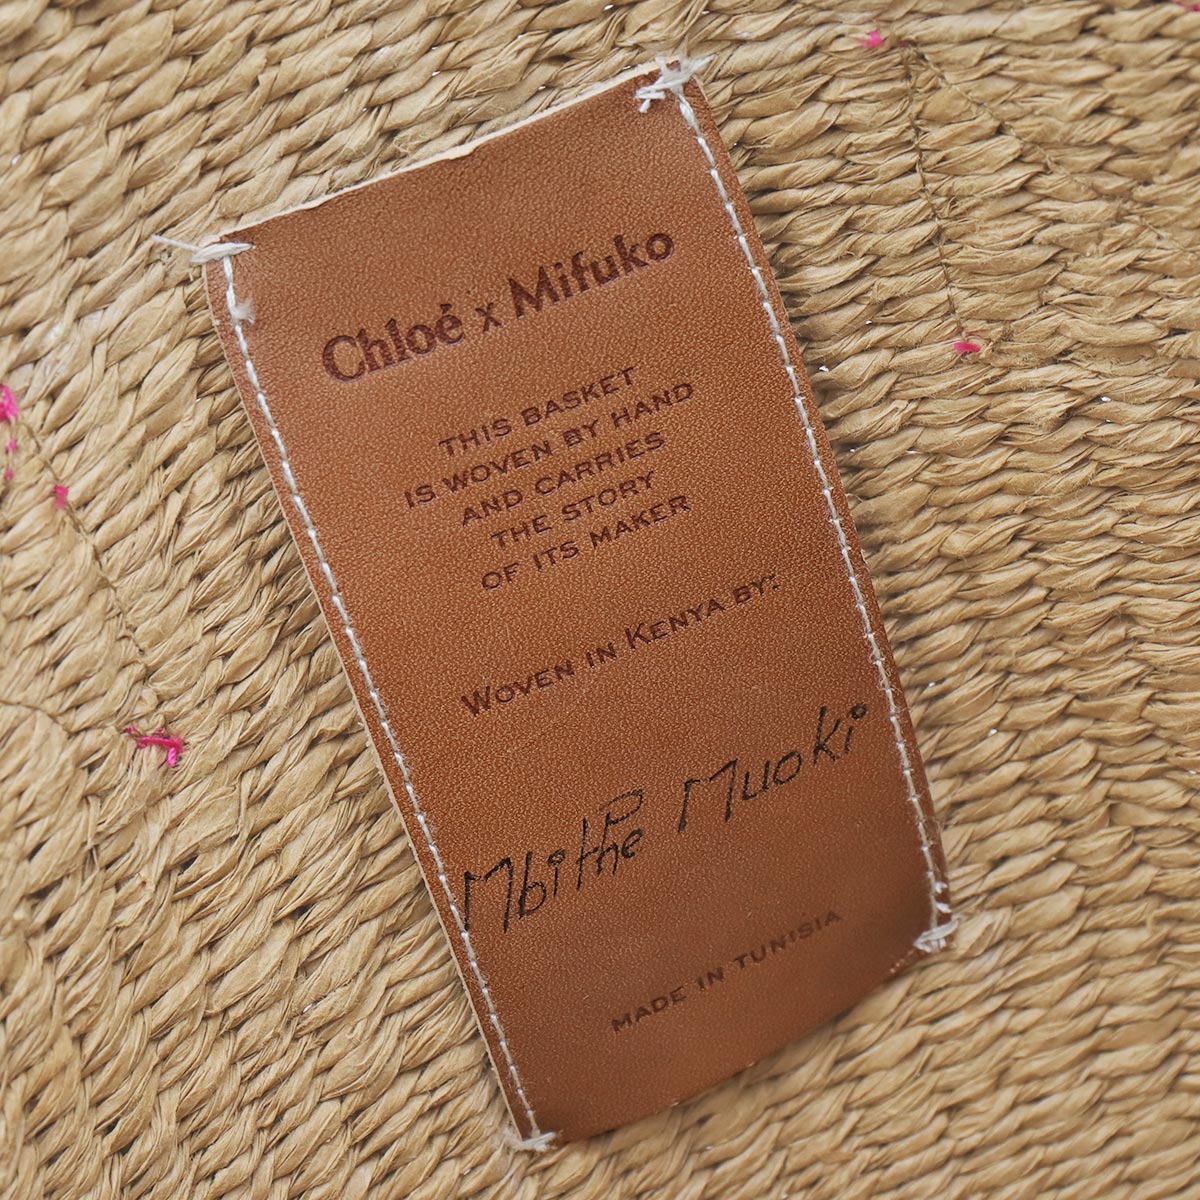 Chloé x Mifuko
THIS BASKET
IS WOVEN BY HAND
AND CARRIES
THE STORY
OF ITS MAKER
WOVEN IN KENYA BY:
Mbithe Muoki
MADE IN TUNISIA